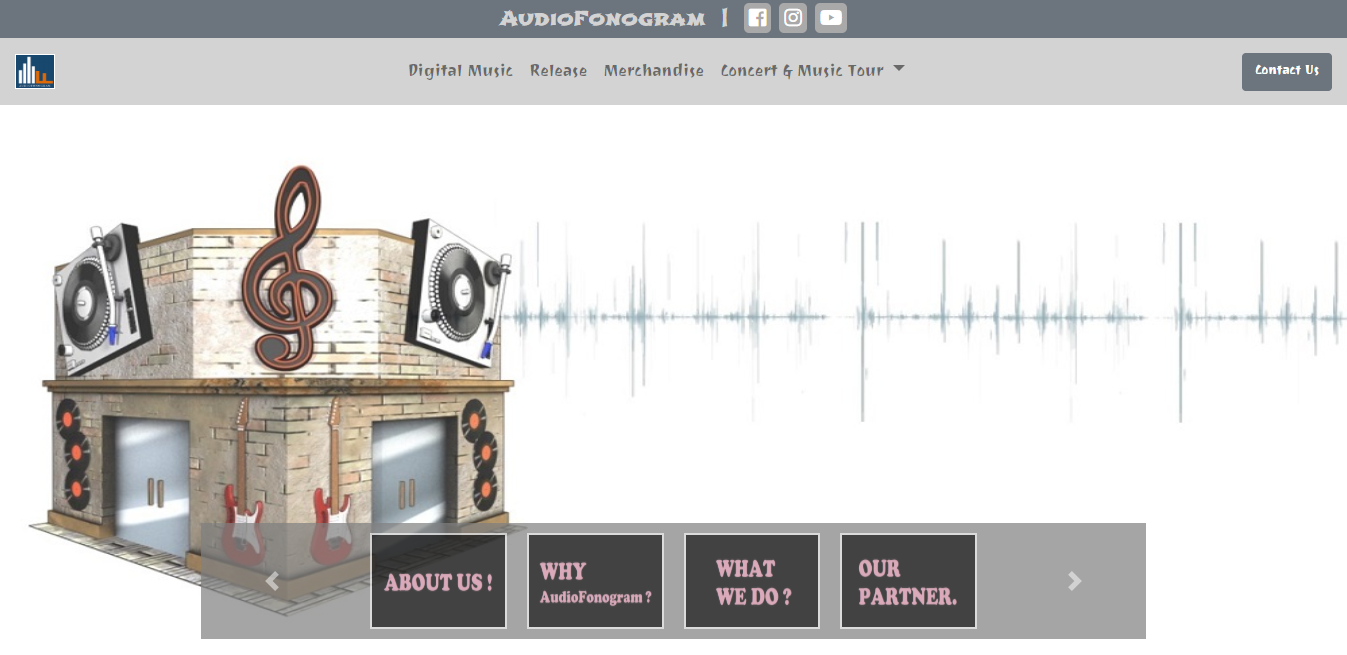 AudioFonogram |
Digital Music Release Merchandise Concert & Music Tour
Contact Us
ABOUT US !
WHY
AudioFonogram ?
WHAT
WE DO ?
OUR
PARTNER.